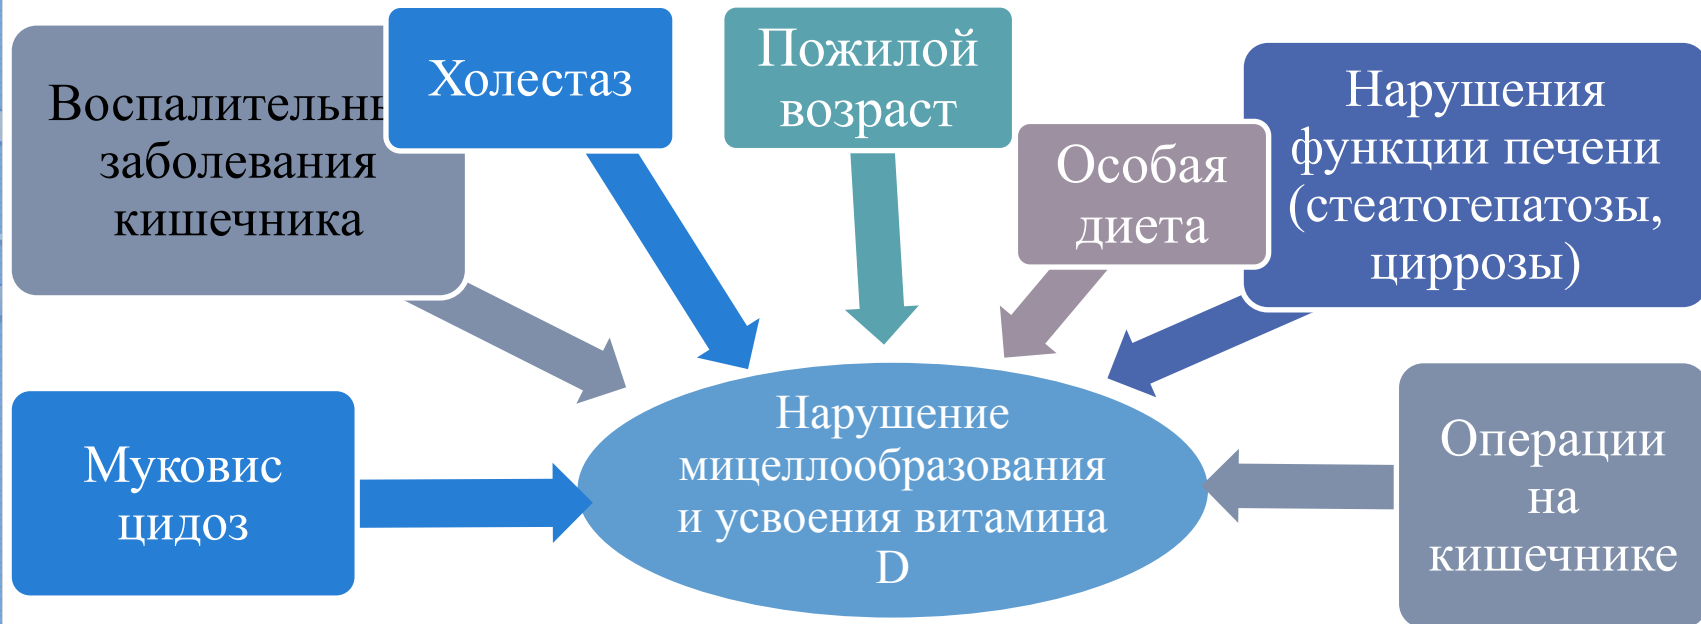 Воспалительн
заболевания
кишечника
Холестаз
Пожилой
возраст
Особая
диета
Нарушения
функции печени
(стеатогепатозы,
циррозы)
Муковис
цидоз
Нарушение
мицеллообразования
и усвоения витамина
D
Операции
на
кишечнике